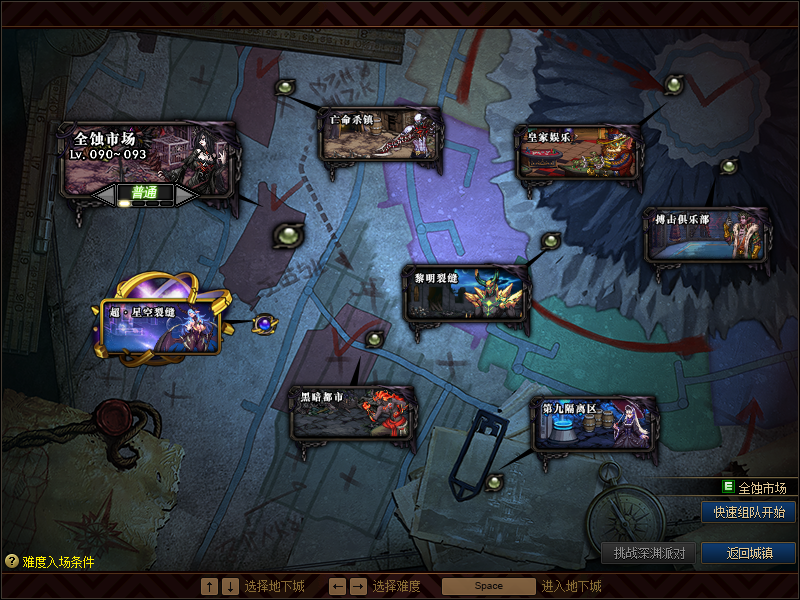 亡命杀镇
皇家娱乐
全蚀市场
Lv. 090~093
普通
搏击俱乐部
黎明裂缝
超·星空裂缝
黑暗都市
第九隔离区
E 全蚀市场
快速组队开始
挑战深渊派对
返回城镇
? 难度入场条件
↑ ↓ 选择地下城 ← → 选择难度 Space 进入地下城